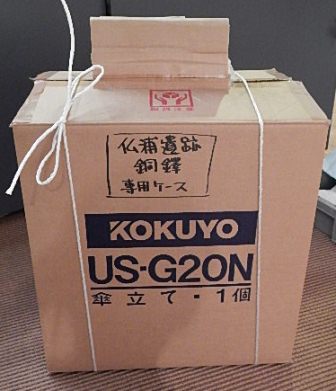 仏浦遺跡
銅鐸
専用ケース
KOKUYO
US-G20N
傘立て・1個